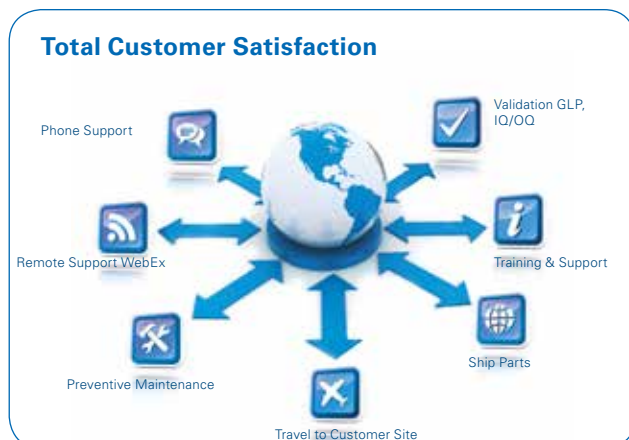 Total Customer Satisfaction
Phone Support
Validation GLP,
IQ/OQ
Remote Support WebEx
Training & Support
Preventive Maintenance
Ship Parts
Travel to Customer Site